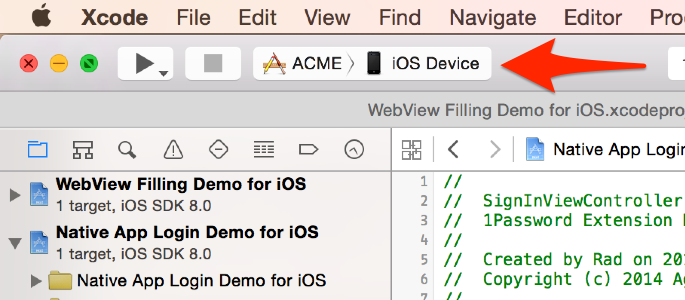 Xcode File Edit View Find Navigate Editor
ACME 〉 iOS Device
WebView Filling Demo for iOS.xcodepro
WebView Filling Demo for iOS
1 target, iOS SDK 8.0
Native App Login Demo for iOS
1 target, iOS SDK 8.0
Native App Login Demo for iOS
Native App Login
1 //
2 // SignInViewController
3 // 1Password Extension
4 //
5 // Created by Rad on 201
6 // Copyright (c) 2014 Ag
7 //